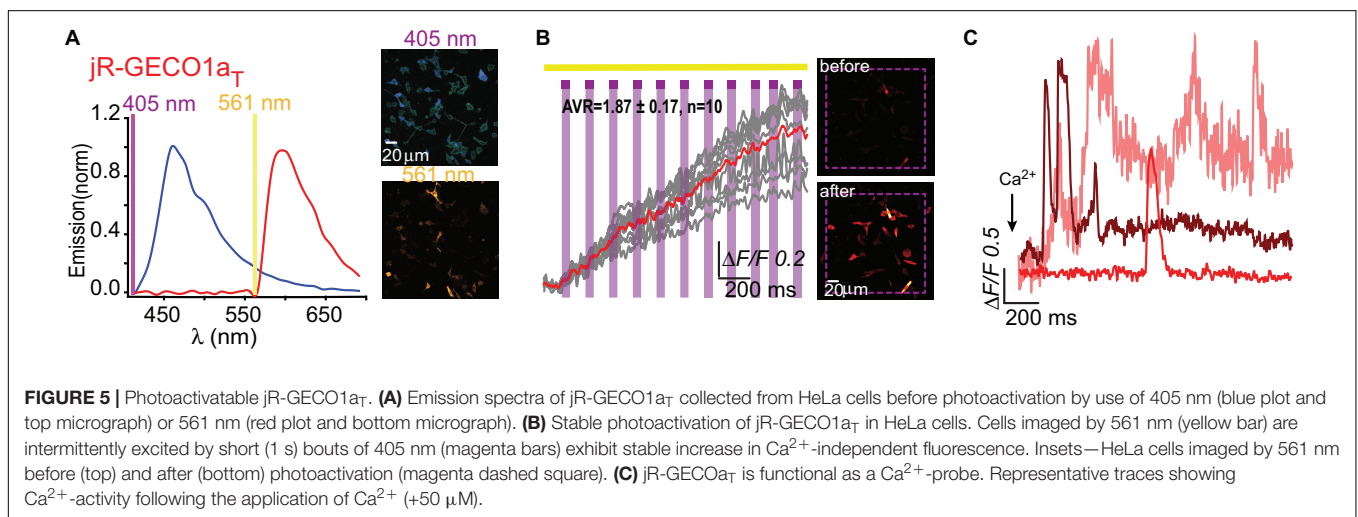 A
jR-GECO1aT
405 nm
561 nm
1.2
0.8
0.4
0.0
Emission(norm)
450
550
650
λ (nm)
405 nm
20 µm
561 nm
B
AVR=1.87 ± 0.17, n=10
ΔF/F 0.2
200 ms
before
after
20µm
C
Ca2+
ΔF/F 0.5
200 ms
FIGURE 5 | Photoactivatable jR-GECO1aT. (A) Emission spectra of jR-GECO1aT collected from HeLa cells before photoactivation by use of 405 nm (blue plot and
top micrograph) or 561 nm (red plot and bottom micrograph). (B) Stable photoactivation of jR-GECO1aT in HeLa cells. Cells imaged by 561 nm (yellow bar) are
intermittently excited by short (1 s) bouts of 405 nm (magenta bars) exhibit stable increase in Ca2+-independent fluorescence. Insets—HeLa cells imaged by 561 nm
before (top) and after (bottom) photoactivation (magenta dashed square). (C) jR-GECOaT is functional as a Ca2+-probe. Representative traces showing
Ca2+-activity following the application of Ca2+ (+50 µM).